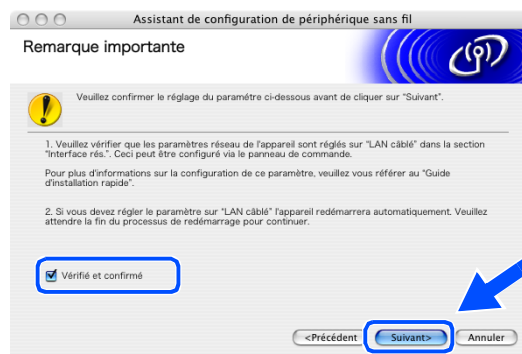 Assistant de configuration de périphérique sans fil
Remarque importante
Veuillez confirmer le réglage du paramétre ci-dessous avant de cliquer sur "Suivant".
1. Veuillez vérifier que les paramètres réseau de l'appareil sont réglés sur "LAN câblé" dans la section
"Interface rés.". Ceci peut être configuré via le panneau de commande.
Pour plus d'informations sur la configuration de ce paramètre, veuillez vous référer au "Guide
d'installation rapide".
2. Si vous devez régler le paramètre sur "LAN câblé" l'appareil redémarrera automatiquement. Veuillez
attendre la fin du processus de redémarrage pour continuer.
Vérifié et confirmé
<Précédent Suivant> Annuler